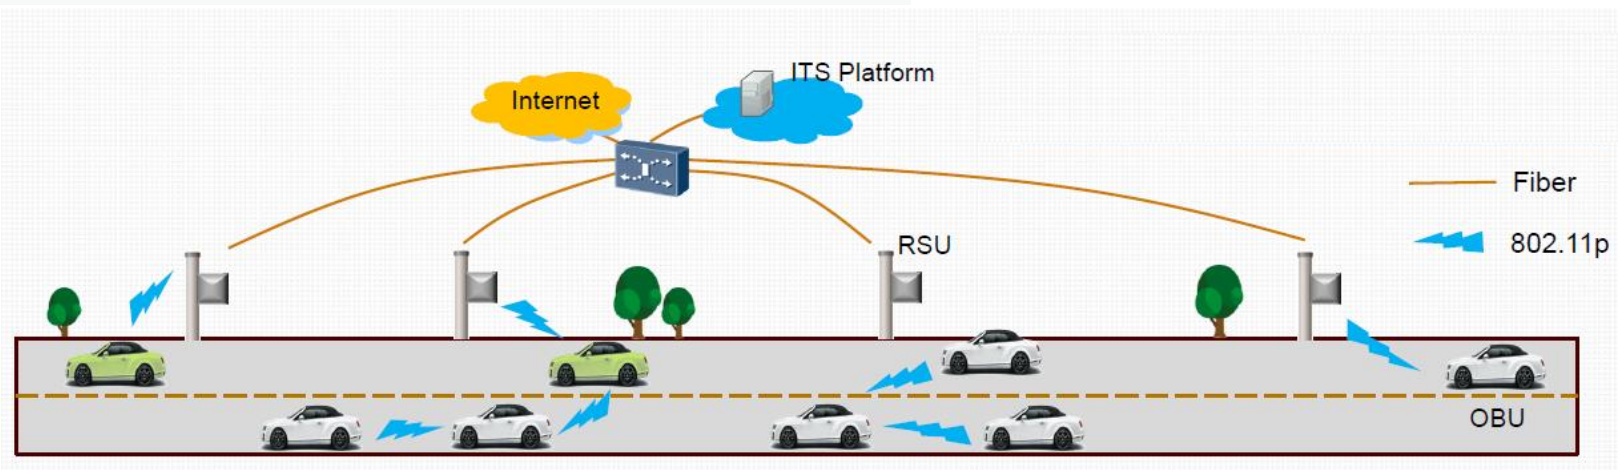 ITS Platform
Internet
Fiber
RSU
802.11p
OBU